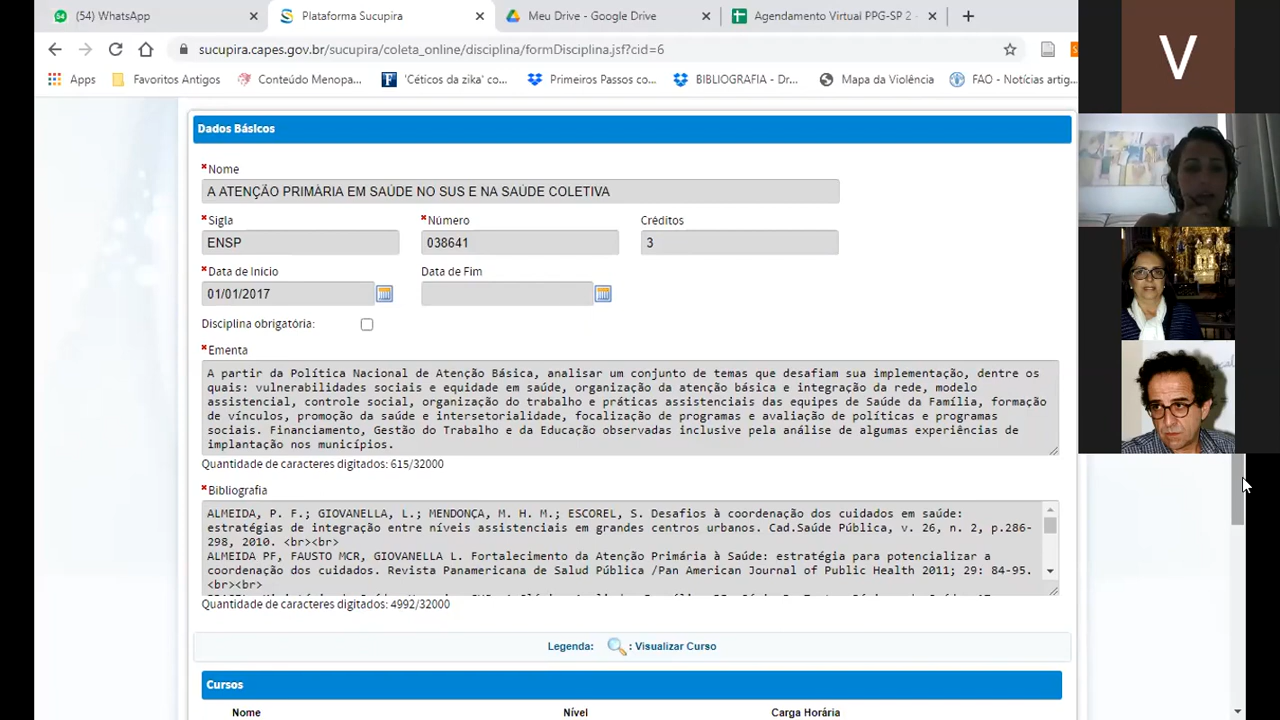 (54) WhatsApp
Plataforma Sucupira
Meu Drive - Google Drive
Agendamento Virtual PPG-SP 2 -
sucupira.capes.gov.br/sucupira/coleta_online/disciplina/formDisciplina.jsf?cid=6
Apps
Favoritos Antigos
Conteúdo Menopa...
'Céticos da zika' co...
Primeiros Passos co...
BIBLIOGRAFIA - Dr...
Mapa da Violência
FAO - Notícias artig...
V
Dados Básicos
*Nome
A ATENÇÃO PRIMÁRIA EM SAÚDE NO SUS E NA SAÚDE COLETIVA
*Sigla
*Número
Créditos
ENSP
038641
3
*Data de Início
Data de Fim
01/01/2017
Disciplina obrigatória:
*Ementa
A partir da Política Nacional de Atenção Básica, analisar um conjunto de temas que desafiam sua implementação, dentre os
quais: vulnerabilidades sociais e equidade em saúde, organização da atenção básica e integração da rede, modelo
assistencial, controle social, organização do trabalho e práticas assistenciais das equipes de Saúde da Família, formação
de vínculos, promoção da saúde e intersetorialidade, focalização de programas e avaliação de políticas e programas
sociais. Financiamento, Gestão do Trabalho e da Educação observadas inclusive pela análise de algumas experiências de
implantação nos municípios.
Quantidade de caracteres digitados: 615/32000
*Bibliografia
ALMEIDA, P. F.; GIOVANELLA, L.; MENDONÇA, M. H. M.; ESCOREL, S. Desafios à coordenação dos cuidados em saúde:
estratégias de integração entre níveis assistenciais em grandes centros urbanos. Cad.Saúde Pública, v. 26, n. 2, p.286-
298, 2010. <br><br>
ALMEIDA PF, FAUSTO MCR, GIOVANELLA L. Fortalecimento da Atenção Primária à Saúde: estratégia para potencializar a
coordenação dos cuidados. Revista Panamericana de Salud Pública /Pan American Journal of Public Health 2011; 29: 84-95.
<br><br>
Quantidade de caracteres digitados: 4992/32000
Legenda: : Visualizar Curso
Cursos
Nome
Nível
Carga Horária